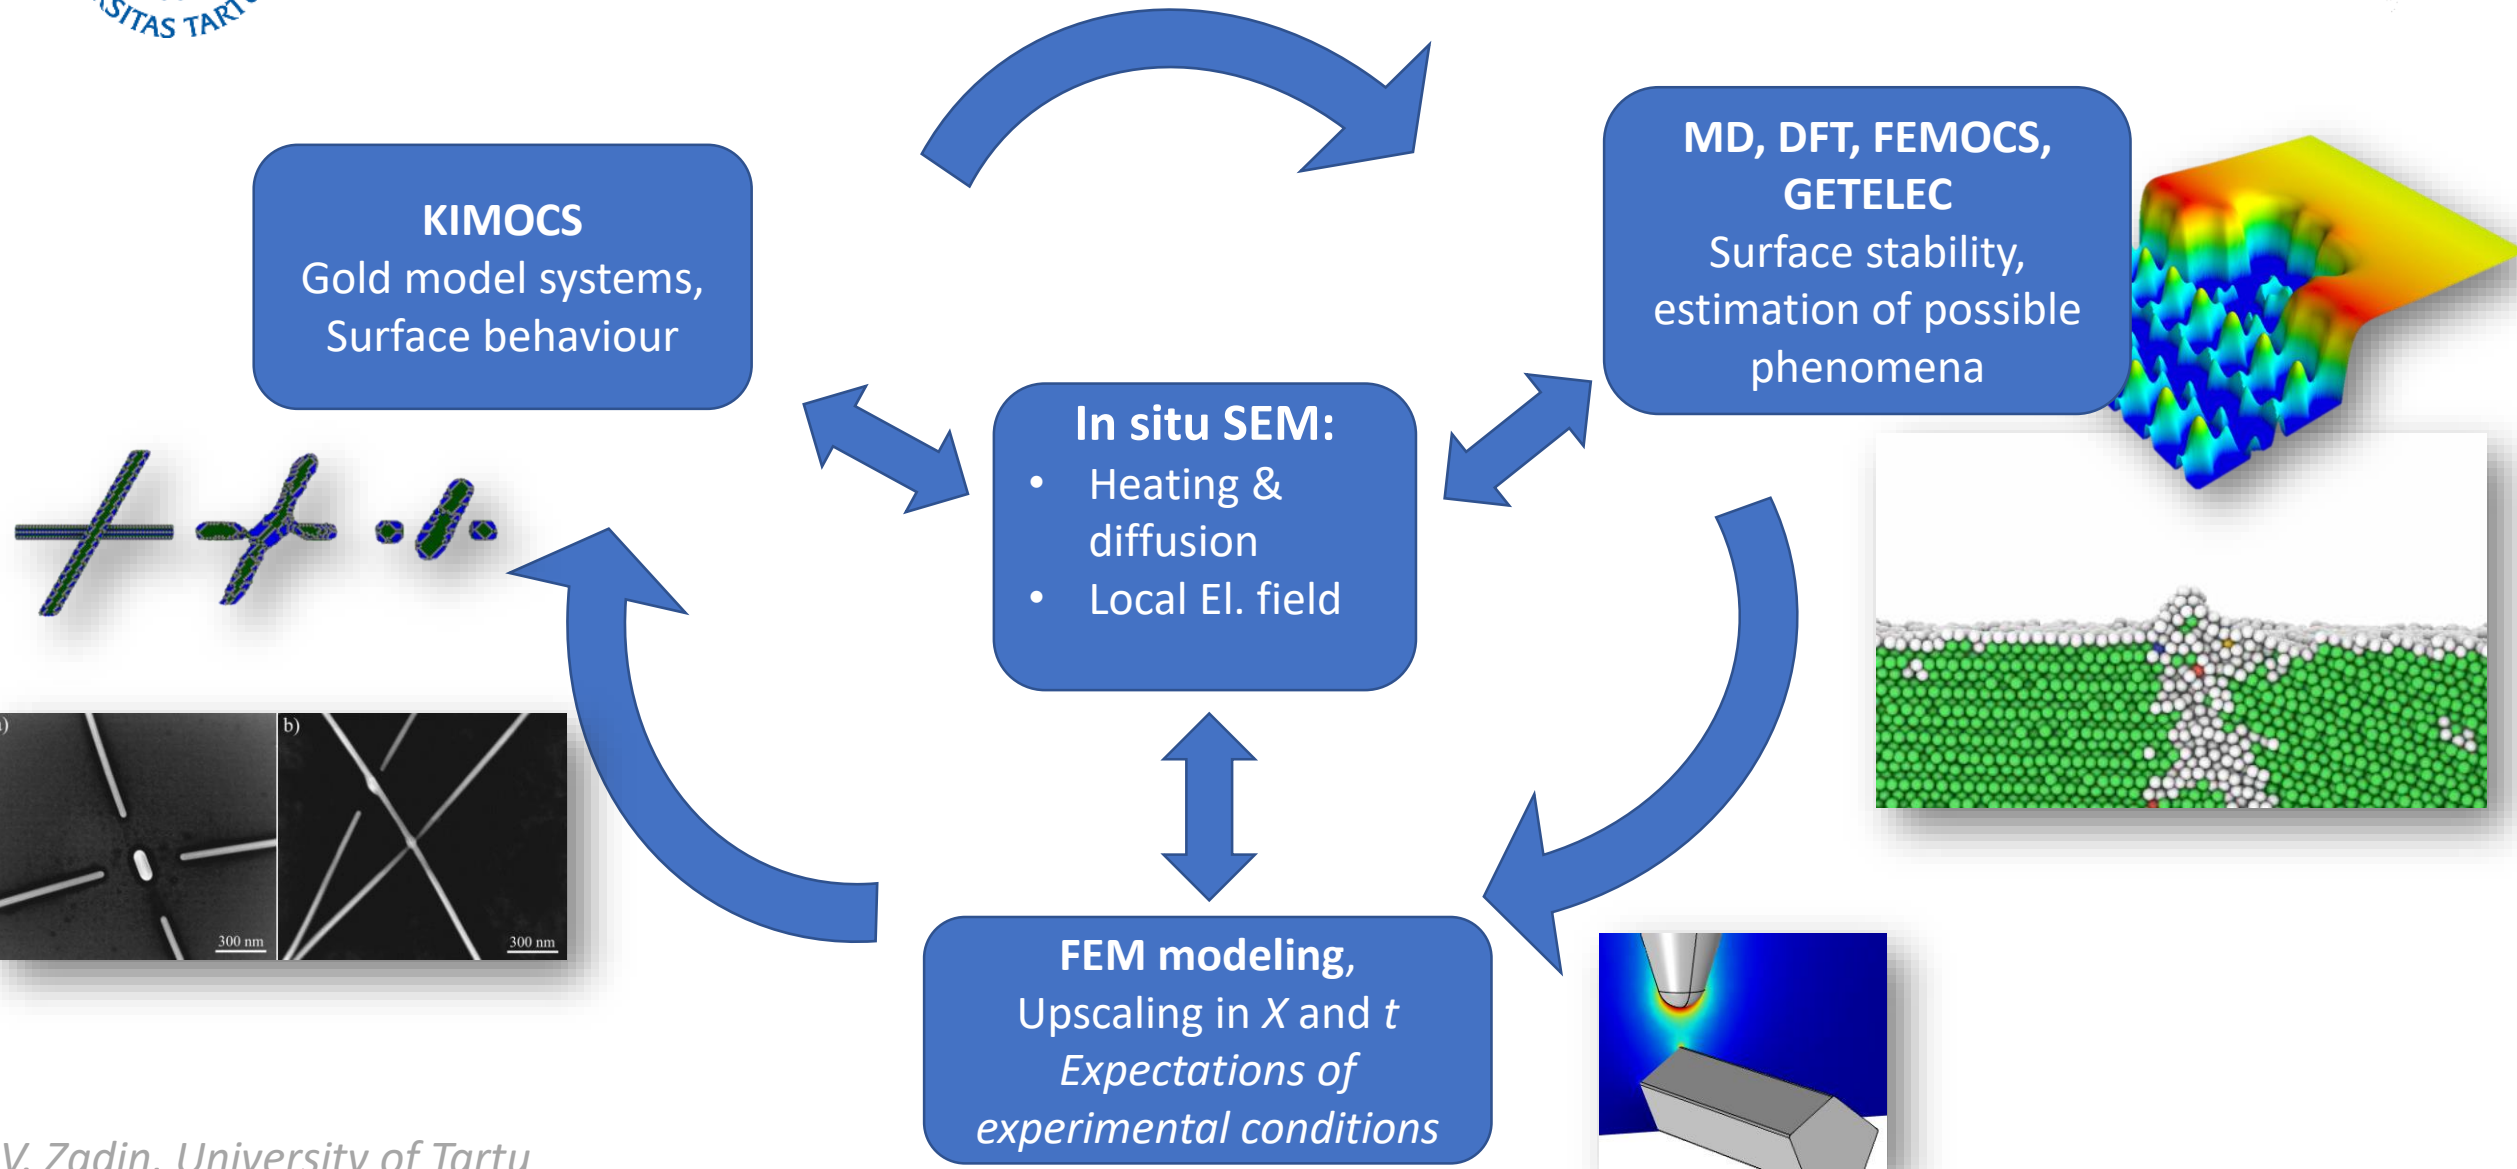 TAS TART
KIMOCS
Gold model systems,
Surface behaviour
MD, DFT, FEMOCS,
GETELEC
Surface stability,
estimation of possible
phenomena
In situ SEM:
• Heating &
diffusion
• Local El. field
b)
300 nm
300 nm
FEM modeling,
Upscaling in X and t
Expectations of
experimental conditions
V. Zadin, University of Tartu